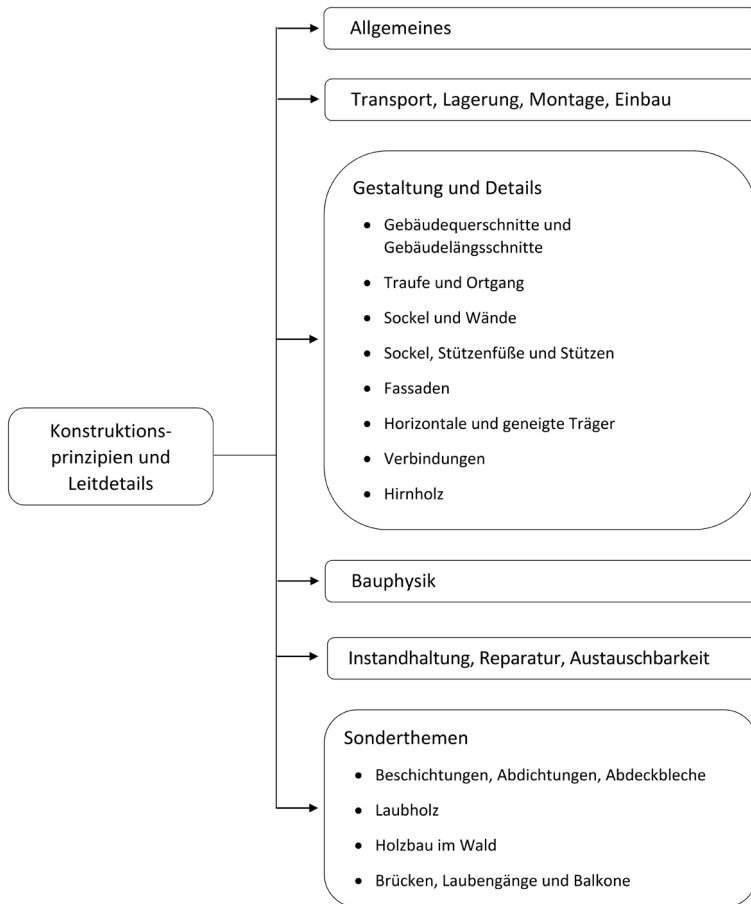 Allgemeines
Transport, Lagerung, Montage, Einbau
Gestaltung und Details
• Gebäudequerschnitte und
Gebäudelängsschnitte
• Traufe und Ortgang
• Sockel und Wände
• Sockel, Stützenfüße und Stützen
• Fassaden
• Horizontale und geneigte Träger
• Verbindungen
• Hirnholz
Konstruktions-
prinzipien und
Leitdetails
Bauphysik
Instandhaltung, Reparatur, Austauschbarkeit
Sonderthemen
• Beschichtungen, Abdichtungen, Abdeckbleche
• Laubholz
• Holzbau im Wald
• Brücken, Laubengänge und Balkone